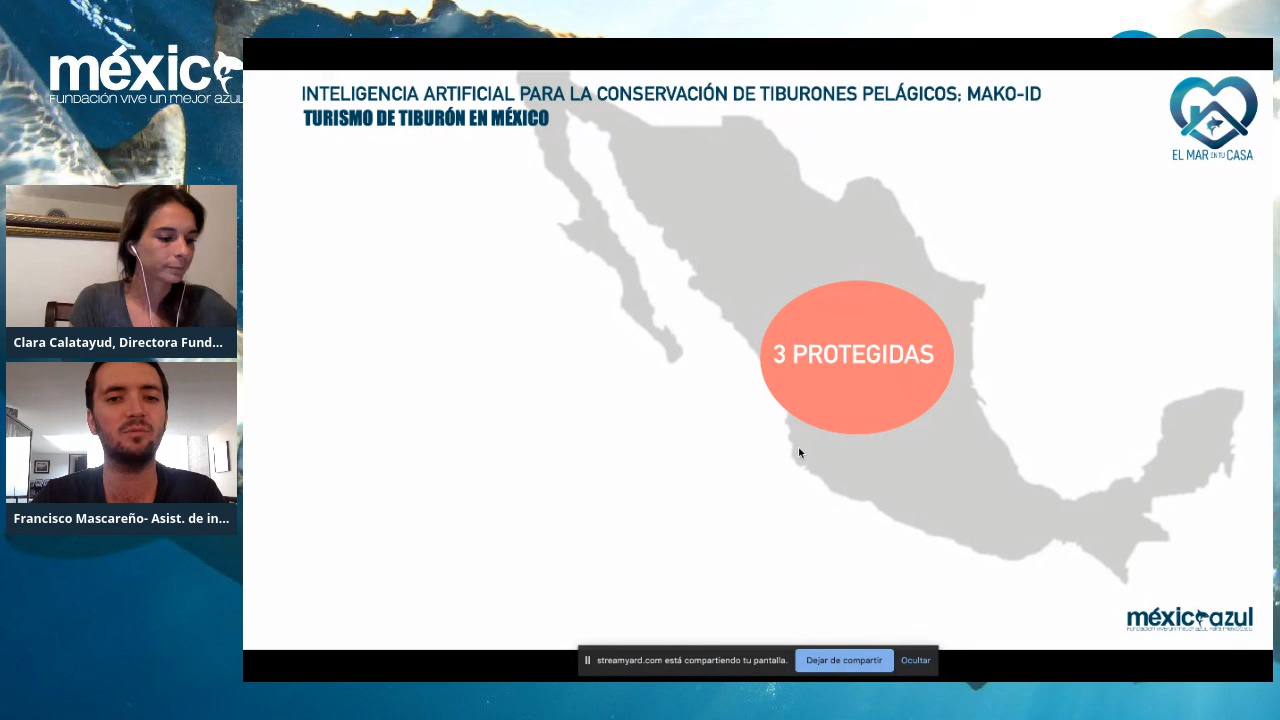 méxico
FUNDACIÓN VIVE UN MEJOR AZUL
INTELIGENCIA ARTIFICIAL PARA LA CONSERVACIÓN DE TIBURONES PELÁGICOS: MAKO-ID
TURISMO DE TIBURÓN EN MÉXICO
EL MAR EN TU CASA
Clara Calatayud, Directora Fund...
3 PROTEGIDAS
Francisco Mascareño- Asist. de in...
méxicoazul
streamyard.com está compartiendo tu pantalla.
Dejar de compartir
Ocultar